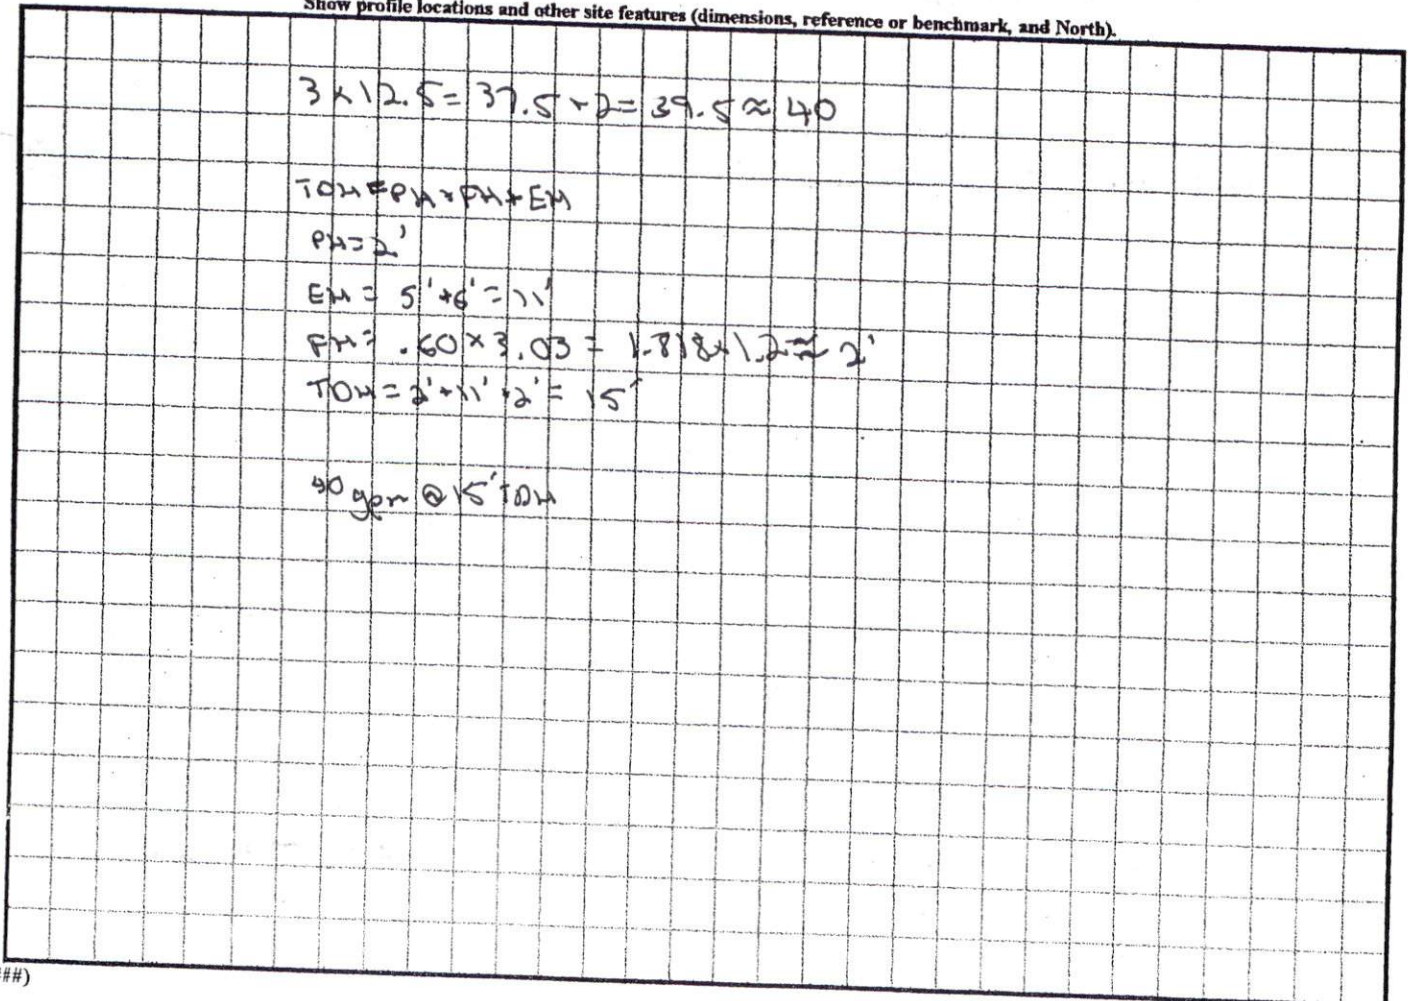 Show profile locations and other site features (dimensions, reference or benchmark, and North).
3 x 12.5 = 37.5 + 2 = 39.5 ≈ 40
TDH = PH + FH + EH
PH = 2'
EH = 5' + 6' = 11'
FH = .60 x 3.03 = 1.818 x 1.2 ≈ 2'
TDH = 2' + 11' + 2' = 15'
40 gpm @ 15' TDH
##)